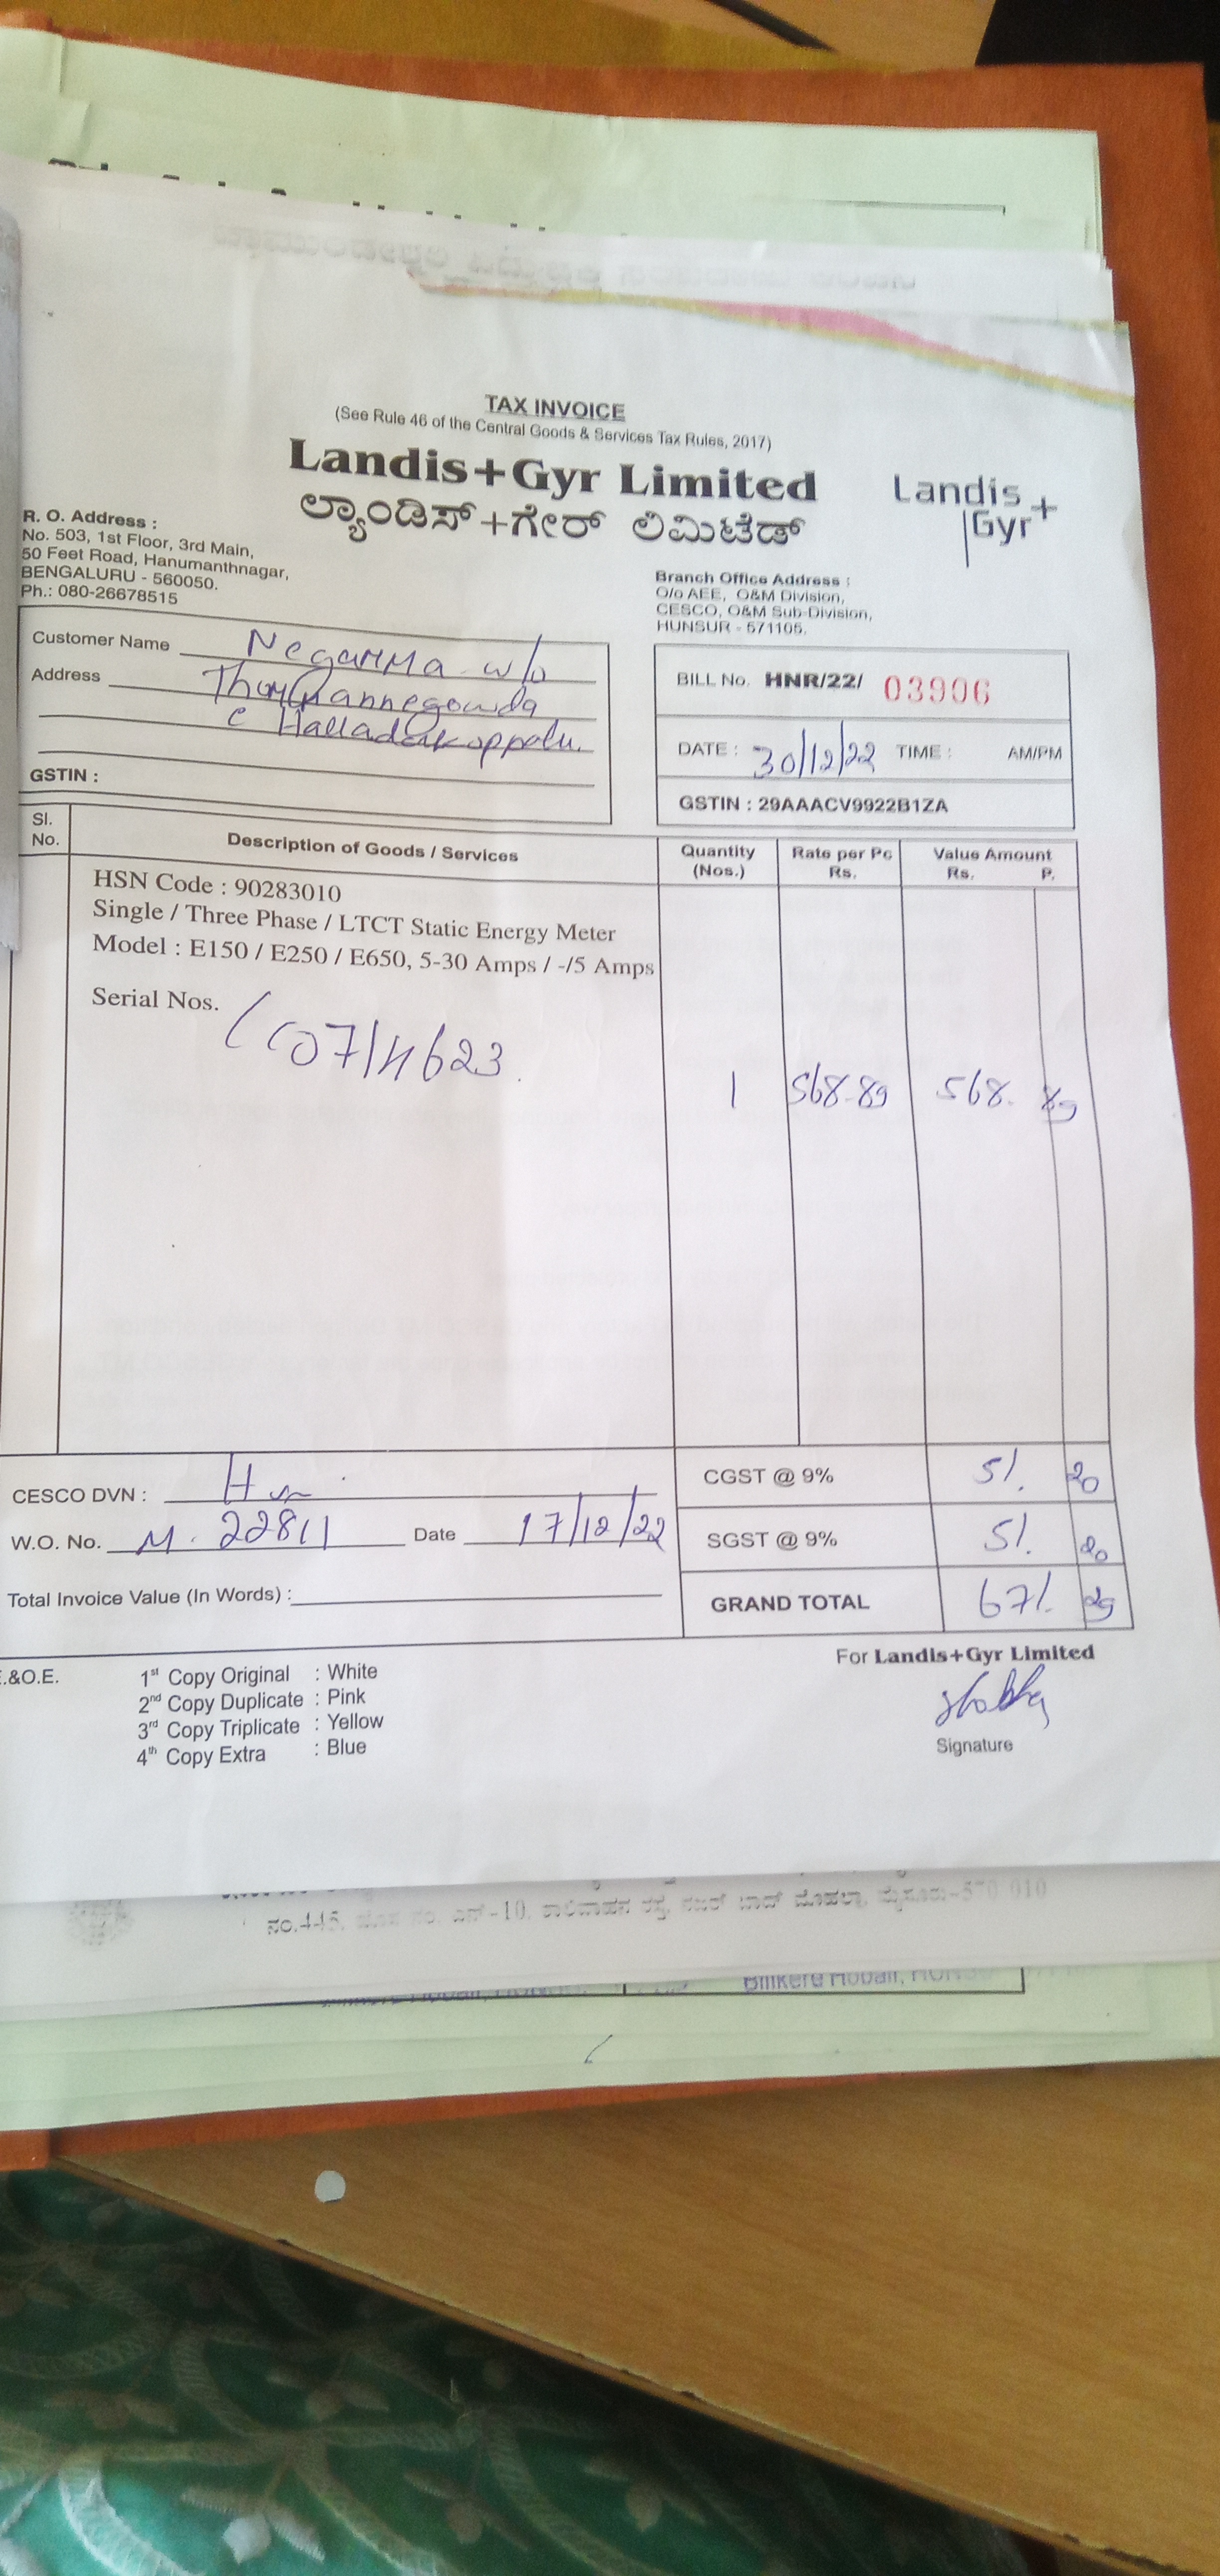 TAX INVOICE
(See Rule 46 of the Central Goods & Services Tax Rules, 2017)
Landis+Gyr Limited
ಲ್ಯಾಂಡಿಸ್+ಗೇರ್ ಲಿಮಿಟೆಡ್
Landis
Gyr+
R. O. Address :
No. 503, 1st Floor, 3rd Main,
50 Feet Road, Hanumanthnagar,
BENGALURU - 560050.
Ph.: 080-26678515
Branch Office Address :
O/o AEE, O&M Division,
CESCO, O&M Sub-Division,
HUNSUR - 571105.
Customer Name Negamma w/o
Address
Halladakoppalu.
GSTIN :
BILL No. HNR/22/ 03906
DATE : 30/12/22 TIME : AM/PM
GSTIN : 29AAACV9922B1ZA
Sl. No. Description of Goods / Services Quantity (Nos.) Rate per Pc Rs. Value Amount Rs. P.
HSN Code : 90283010
Single / Three Phase / LTCT Static Energy Meter
Model : E150 / E250 / E650, 5-30 Amps / -/5 Amps
Serial Nos.
1 568.89 568. 89
CESCO DVN :
CGST @ 9% 51. 20
W.O. No. M. 22811 Date 17/12/22
SGST @ 9% 51. 20
Total Invoice Value (In Words) :
GRAND TOTAL 671. 29
.&O.E.
1st Copy Original : White
2nd Copy Duplicate : Pink
3rd Copy Triplicate : Yellow
4th Copy Extra : Blue
For Landis+Gyr Limited
Signature